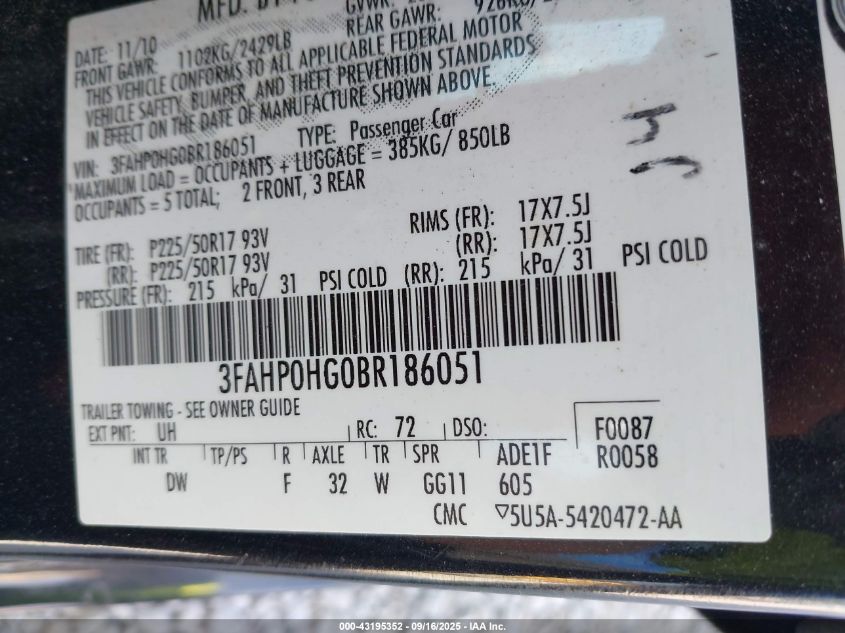 MFD. BY
GVWR:
DATE: 11/10 REAR GAWR:
FRONT GAWR: 1102KG/2429LB
THIS VEHICLE CONFORMS TO ALL APPLICABLE FEDERAL MOTOR
VEHICLE SAFETY, BUMPER, AND THEFT PREVENTION STANDARDS
IN EFFECT ON THE DATE OF MANUFACTURE SHOWN ABOVE.
VIN: 3FAHP0HG0BR186051 TYPE: Passenger Car
MAXIMUM LOAD = OCCUPANTS + LUGGAGE = 385KG/ 850LB
OCCUPANTS = 5 TOTAL; 2 FRONT, 3 REAR
TIRE (FR): P225/50R17 93V RIMS (FR): 17X7.5J
(RR): P225/50R17 93V (RR): 17X7.5J
PRESSURE (FR): 215 kPa/ 31 PSI COLD (RR): 215 kPa/ 31 PSI COLD
3FAHP0HG0BR186051
TRAILER TOWING - SEE OWNER GUIDE
EXT PNT: UH RC: 72 DSO: F0087
INT TR TP/PS R AXLE TR SPR ADE1F R0058
DW F 32 W GG11 605
CMC ▽5U5A-5420472-AA
000-43195352 - 09/16/2025 - IAA Inc.